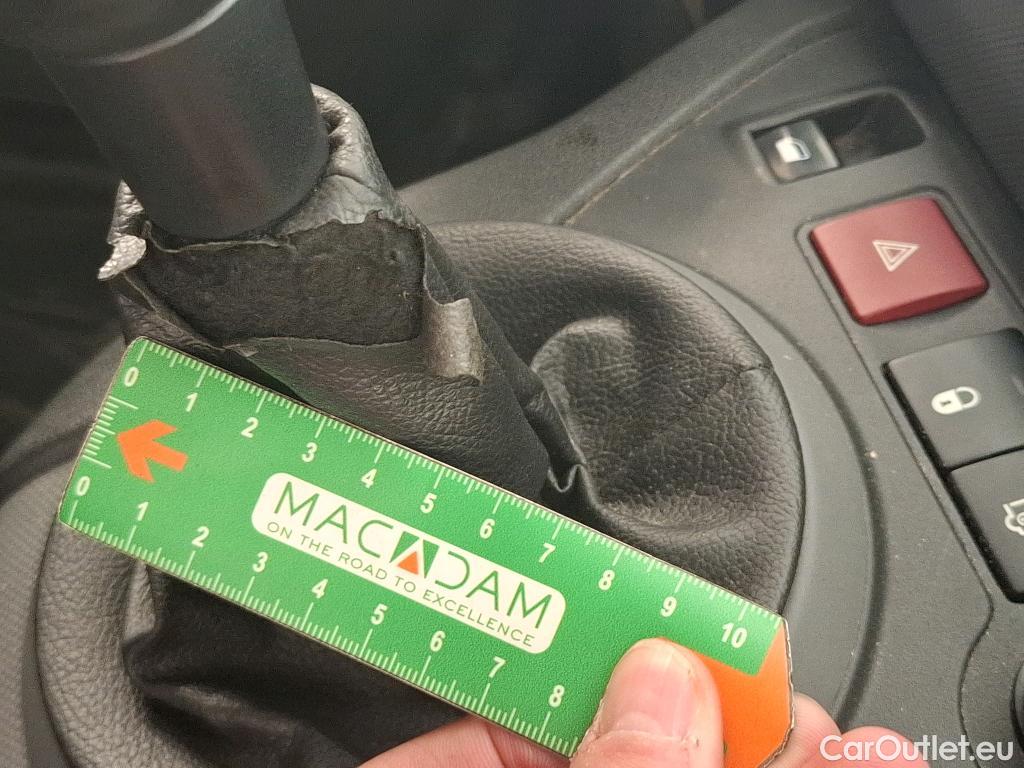 0 1 2 3 4 5 6 7 8 9 10
MACADAM
ON THE ROAD TO EXCELLENCE
0 1 2 3 4 5 6 7 8
CarOutlet.eu